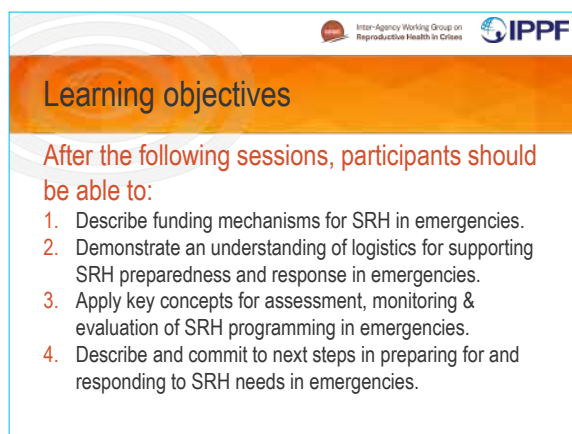 Inter-Agency Working Group on
Reproductive Health in Crises
IPPF
Learning objectives
After the following sessions, participants should
be able to:
1. Describe funding mechanisms for SRH in emergencies.
2. Demonstrate an understanding of logistics for supporting
SRH preparedness and response in emergencies.
3. Apply key concepts for assessment, monitoring &
evaluation of SRH programming in emergencies.
4. Describe and commit to next steps in preparing for and
responding to SRH needs in emergencies.